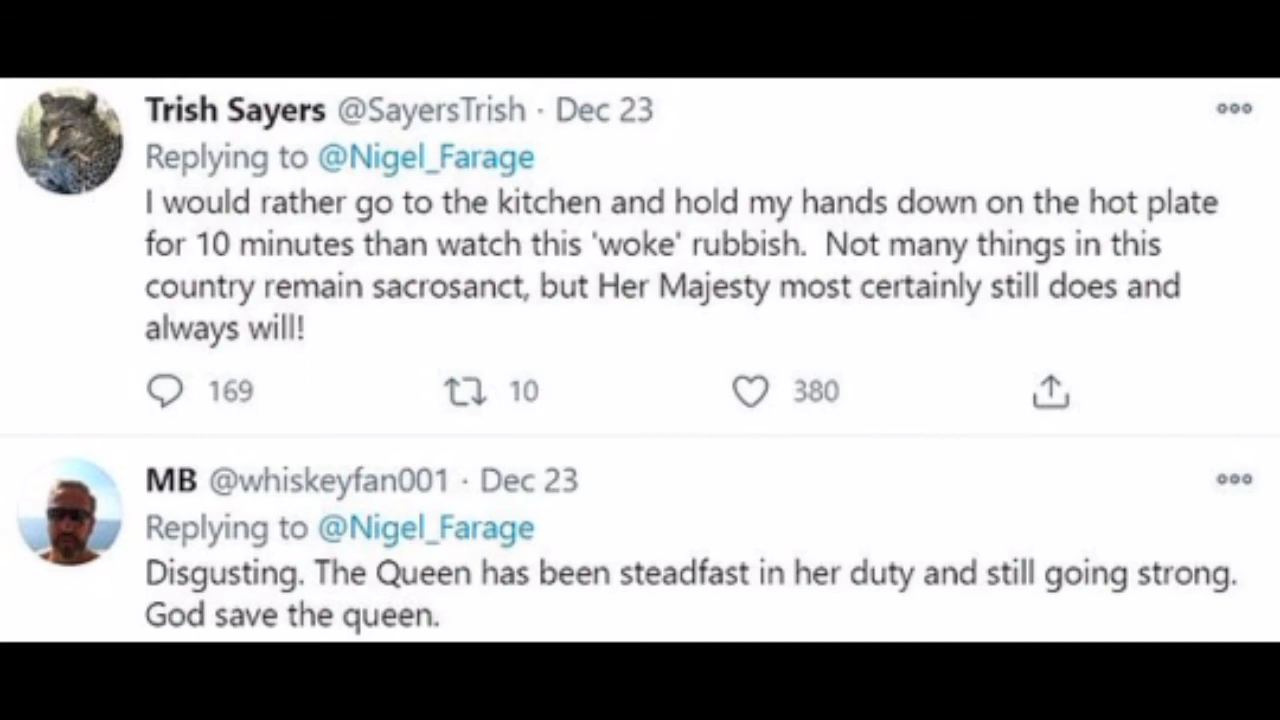 Trish Sayers @SayersTrish · Dec 23
Replying to @Nigel_Farage
I would rather go to the kitchen and hold my hands down on the hot plate
for 10 minutes than watch this 'woke' rubbish.  Not many things in this
country remain sacrosanct, but Her Majesty most certainly still does and
always will!
169 10 380
MB @whiskeyfan001 · Dec 23
Replying to @Nigel_Farage
Disgusting. The Queen has been steadfast in her duty and still going strong.
God save the queen.